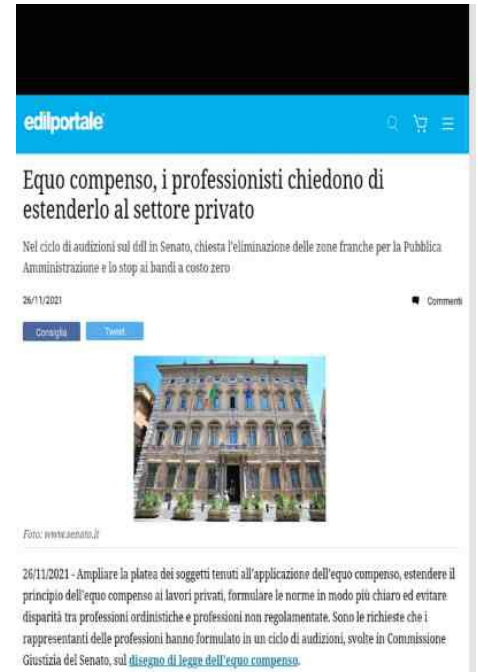 edilportale
Equo compenso, i professionisti chiedono di
estenderlo al settore privato
Nel ciclo di audizioni sul ddl in Senato, chiesta l'eliminazione delle zone franche per la Pubblica
Amministrazione e lo stop ai bandi a costo zero
26/11/2021
Commenti
Consiglia
Tweet
Foto: www.senato.it
26/11/2021 - Ampliare la platea dei soggetti tenuti all'applicazione dell'equo compenso, estendere il
principio dell'equo compenso ai lavori privati, formulare le norme in modo più chiaro ed evitare
disparità tra professioni ordinistiche e professioni non regolamentate. Sono le richieste che i
rappresentanti delle professioni hanno formulato in un ciclo di audizioni, svolte in Commissione
Giustizia del Senato, sul disegno di legge dell'equo compenso.